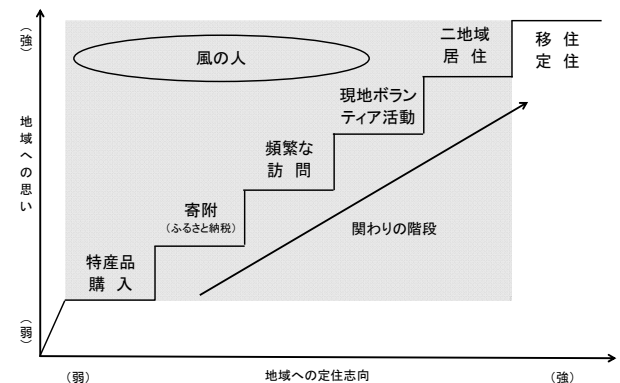 (強)
地域への思い
(弱)
風の人
二地域
居 住
移 住
定 住
現地ボラン
ティア活動
頻繁な
訪 問
寄附
(ふるさと納税)
関わりの階段
特産品
購 入
(弱)
地域への定住志向
(強)